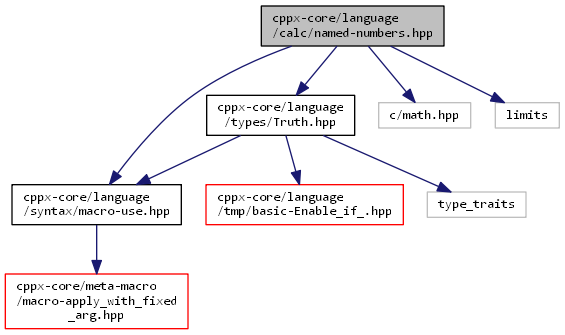 cppx-core/language
/calc/named-numbers.hpp
cppx-core/language
/types/Truth.hpp
c/math.hpp
limits
cppx-core/language
/syntax/macro-use.hpp
cppx-core/language
/tmp/basic-Enable_if_.hpp
type_traits
cppx-core/meta-macro
/macro-apply_with_fixed
_arg.hpp